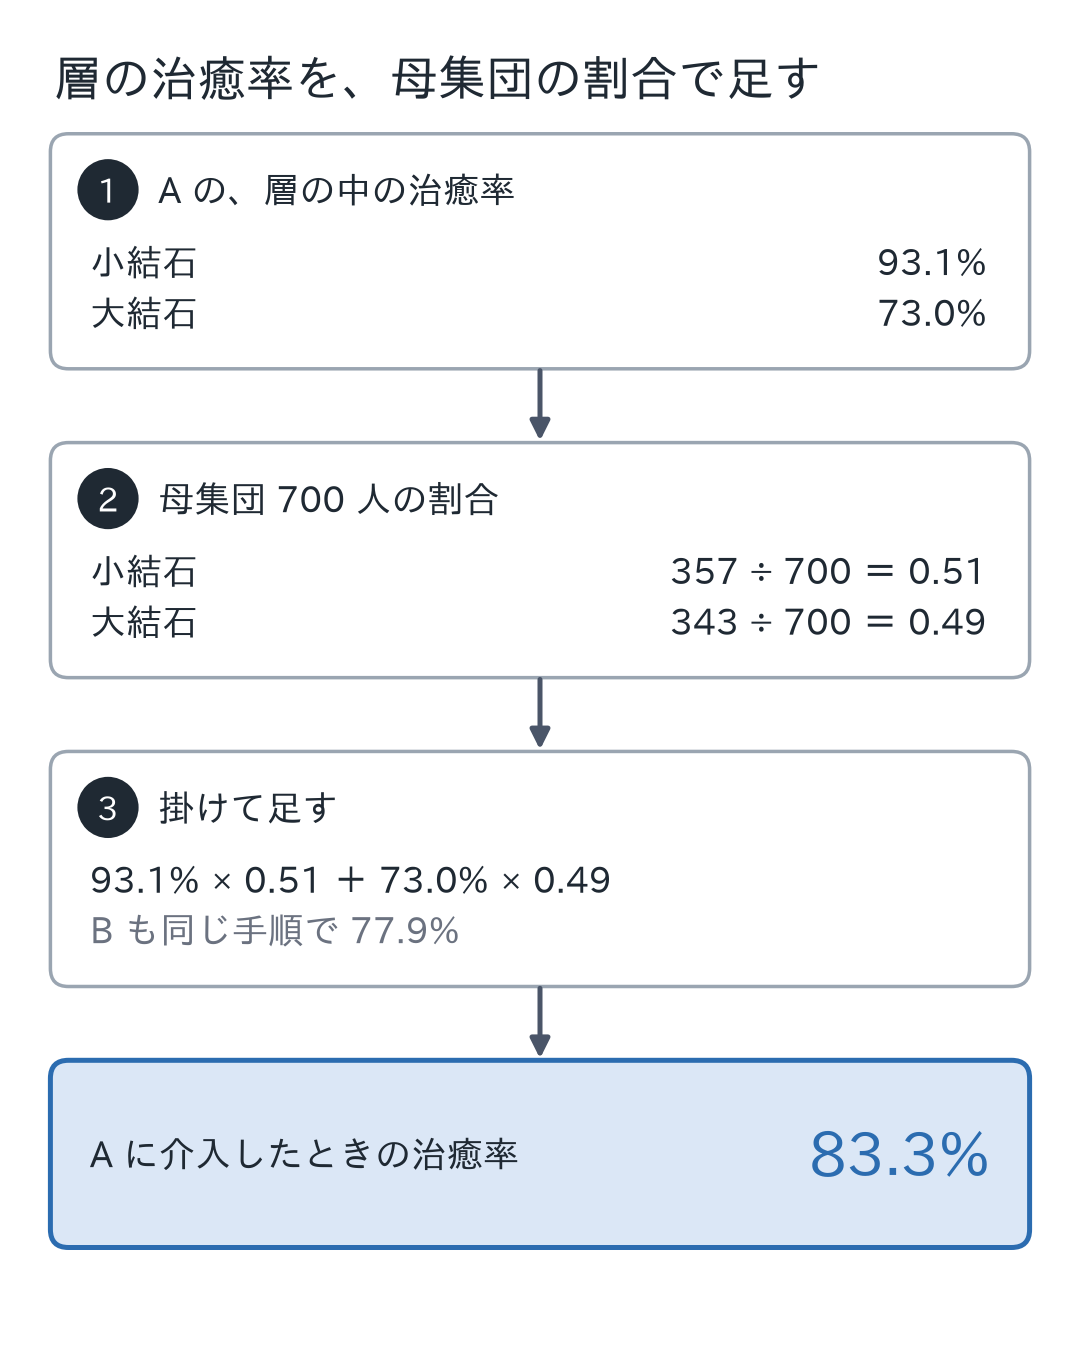 層の治癒率を、母集団の割合で足す
1 A の、層の中の治癒率
小結石 93.1%
大結石 73.0%
2 母集団 700 人の割合
小結石 357 ÷ 700 = 0.51
大結石 343 ÷ 700 = 0.49
3 掛けて足す
93.1% × 0.51 + 73.0% × 0.49
B も同じ手順で 77.9%
A に介入したときの治癒率 83.3%